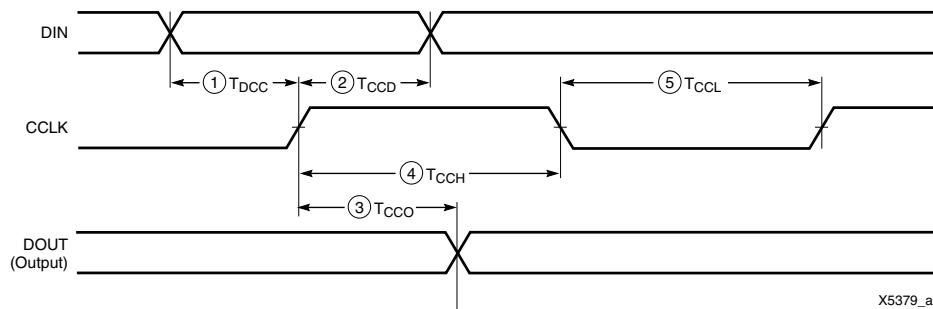 DIN
① TDCC
② TCCD
⑤ TCCL
CCLK
④ TCCH
③ TCCO
DOUT
(Output)
X5379_a